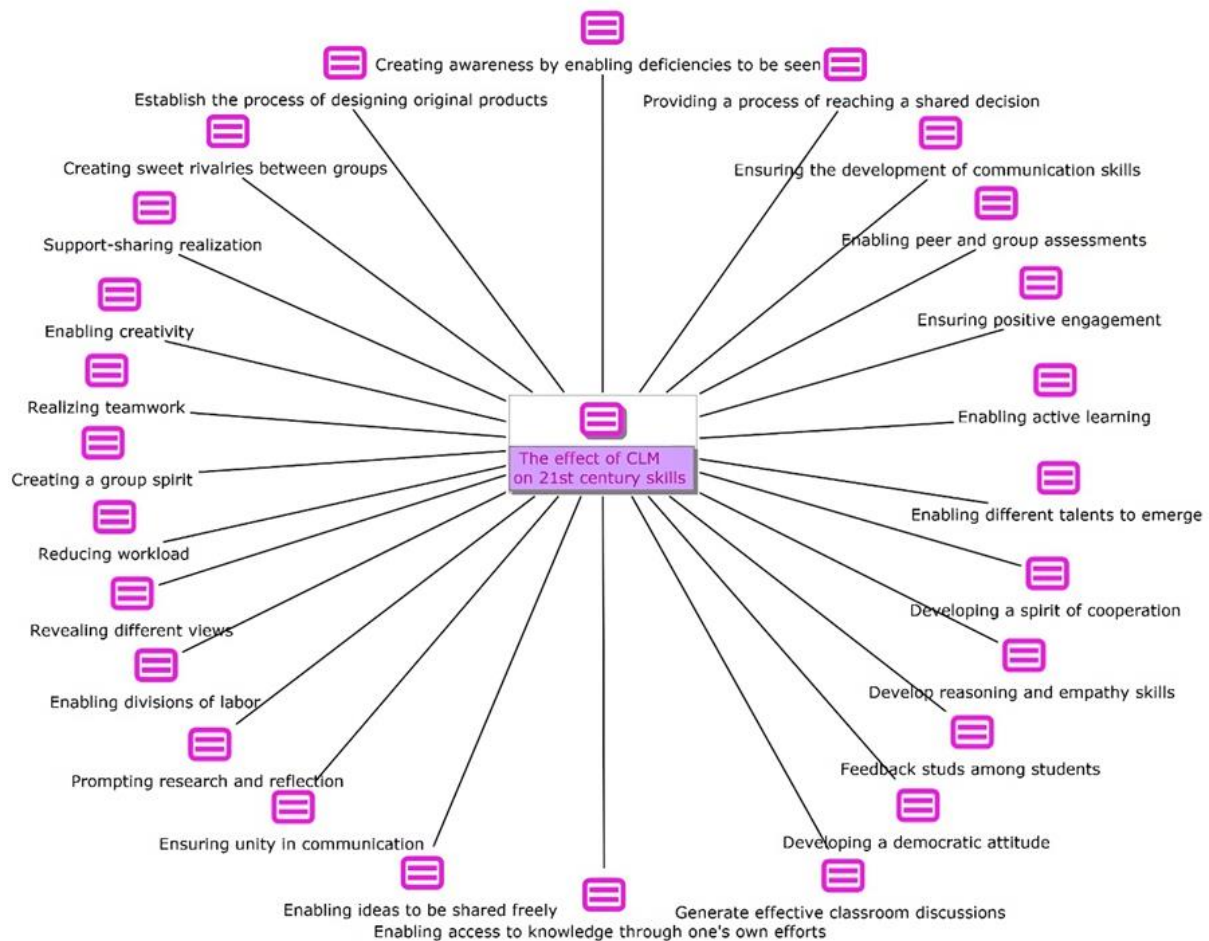 Creating awareness by enabling deficiencies to be seen
Establish the process of designing original products
Providing a process of reaching a shared decision
Creating sweet rivalries between groups
Ensuring the development of communication skills
Support-sharing realization
Enabling peer and group assessments
Enabling creativity
Ensuring positive engagement
Realizing teamwork
Enabling active learning
The effect of CLM
on 21st century skills
Creating a group spirit
Enabling different talents to emerge
Reducing workload
Developing a spirit of cooperation
Revealing different views
Enabling divisions of labor
Develop reasoning and empathy skills
Prompting research and reflection
Feedback studs among students
Ensuring unity in communication
Developing a democratic attitude
Enabling ideas to be shared freely
Generate effective classroom discussions
Enabling access to knowledge through one's own efforts